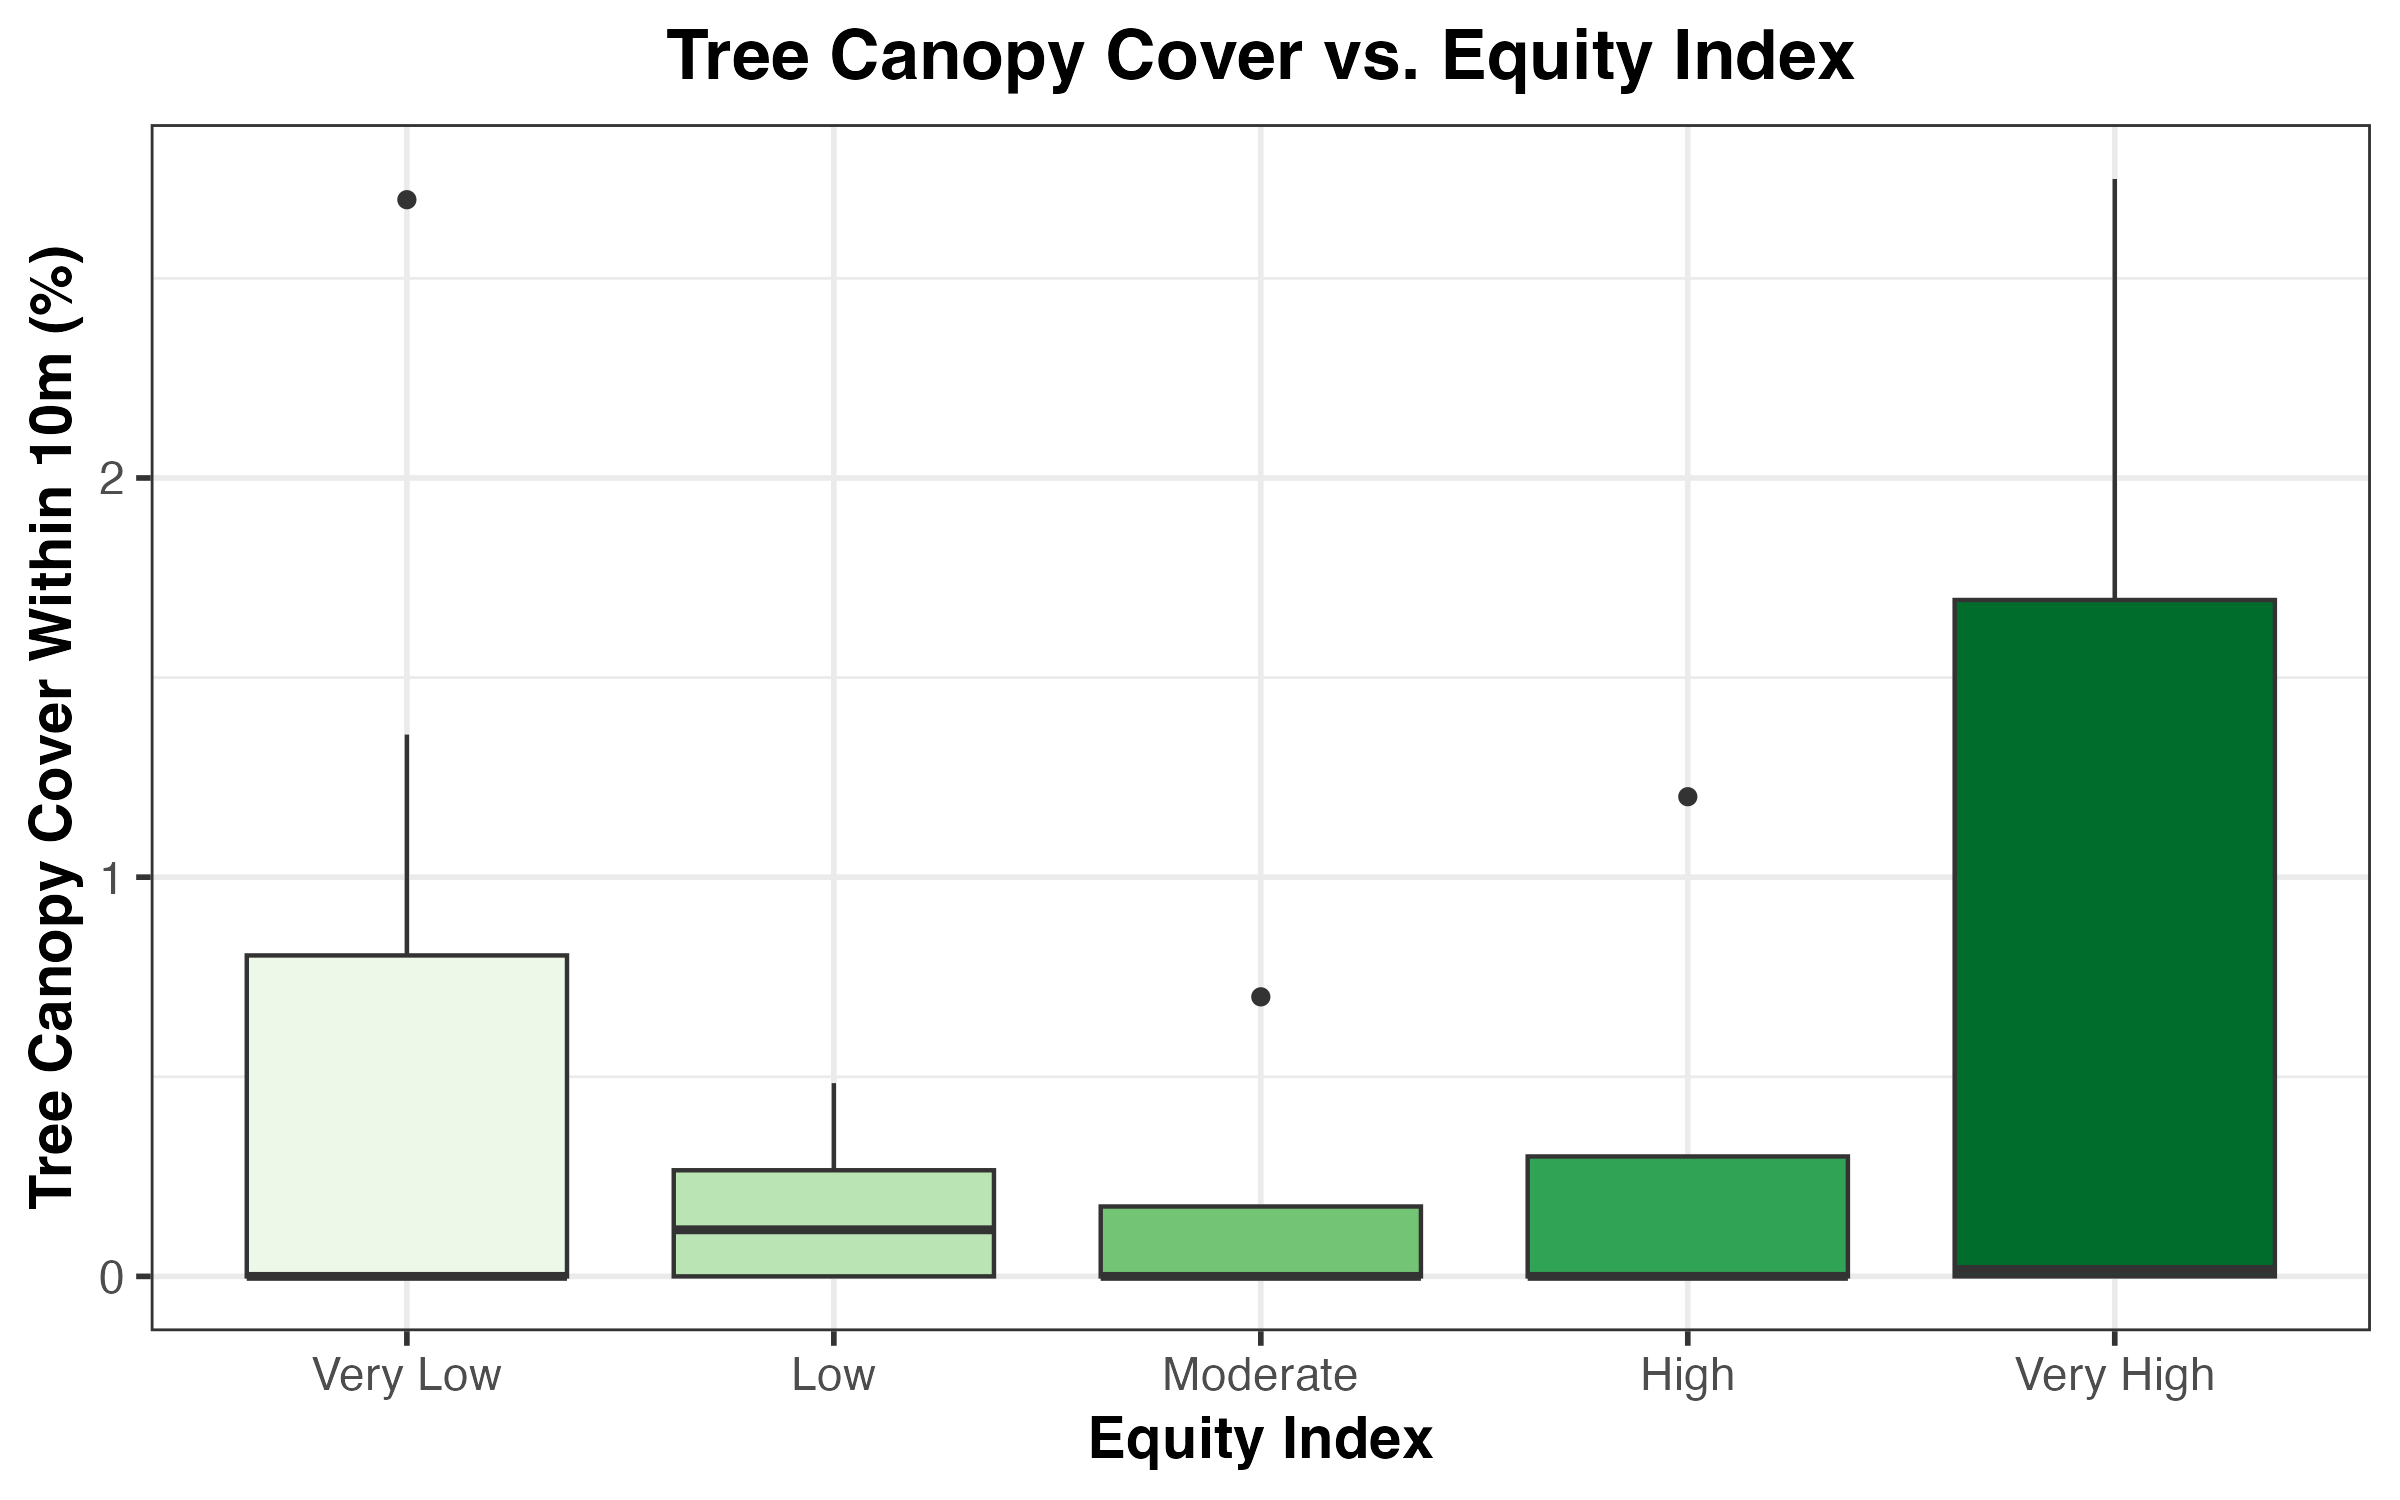 Tree Canopy Cover vs. Equity Index
Tree Canopy Cover Within 10m (%)
2
1
0
Very Low
Low
Moderate
High
Very High
Equity Index